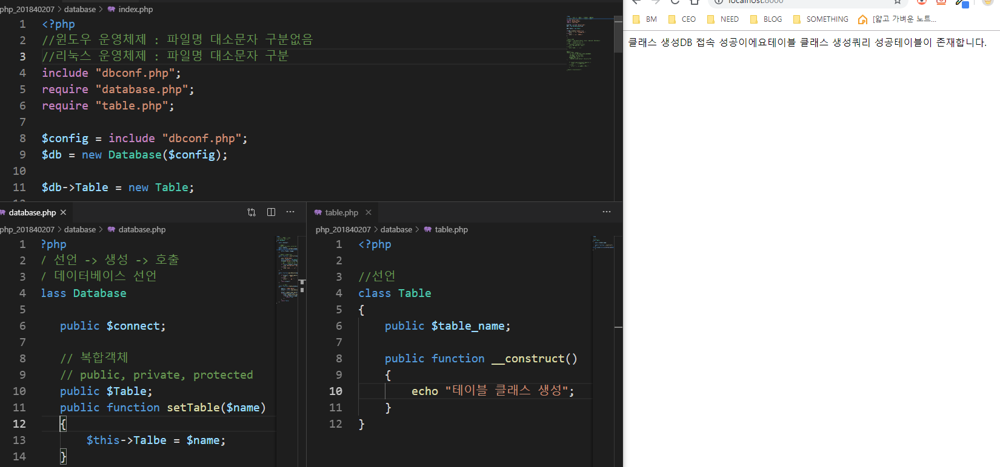 php_201840207 > database > index.php
1 <?php
2 //윈도우 운영체제 : 파일명 대소문자 구분없음
3 //리눅스 운영체제 : 파일명 대소문자 구분
4 include "dbconf.php";
5 require "database.php";
6 require "table.php";
7
8 $config = include "dbconf.php";
9 $db = new Database($config);
10
11 $db->Table = new Table;
database.php
php_201840207 > database > database.php
1 ?php
2 / 선언 -> 생성 -> 호출
3 / 데이터베이스 선언
4 lass Database
5
6 public $connect;
7
8 // 복합객체
9 // public, private, protected
10 public $Table;
11 public function setTable($name)
12 {
13 $this->Talbe = $name;
14 }
table.php
php_201840207 > database > table.php
1 <?php
2
3 //선언
4 class Table
5 {
6 public $table_name;
7
8 public function __construct()
9 {
10 echo "테이블 클래스 생성";
11 }
12 }
localhost:8000
BM CEO NEED BLOG SOMETHING [얇고 가벼운 노트...
클래스 생성DB 접속 성공이에요테이블 클래스 생성쿼리 성공테이블이 존재합니다.